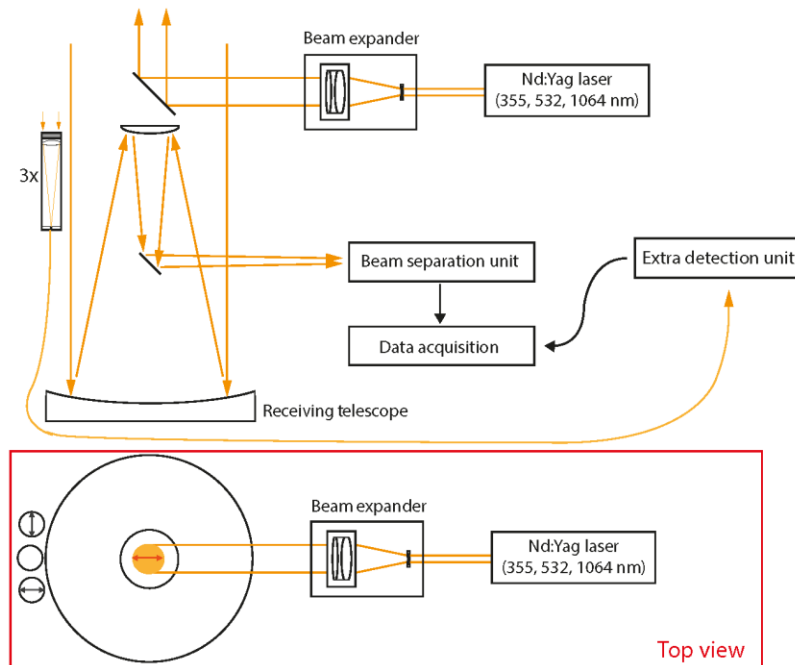 Beam expander
Nd:Yag laser
(355, 532, 1064 nm)
3x
Beam separation unit
Extra detection unit
Data acquisition
Receiving telescope
Beam expander
Nd:Yag laser
(355, 532, 1064 nm)
Top view